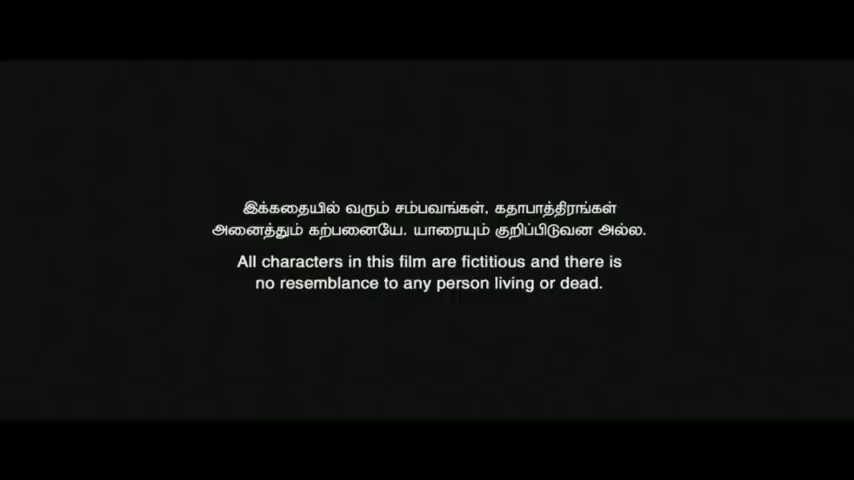 இக்கதையில் வரும் சம்பவங்கள், கதாபாத்திரங்கள்
அனைத்தும் கற்பனையே. யாரையும் குறிப்பிடுவன அல்ல.
All characters in this film are fictitious and there is
no resemblance to any person living or dead.